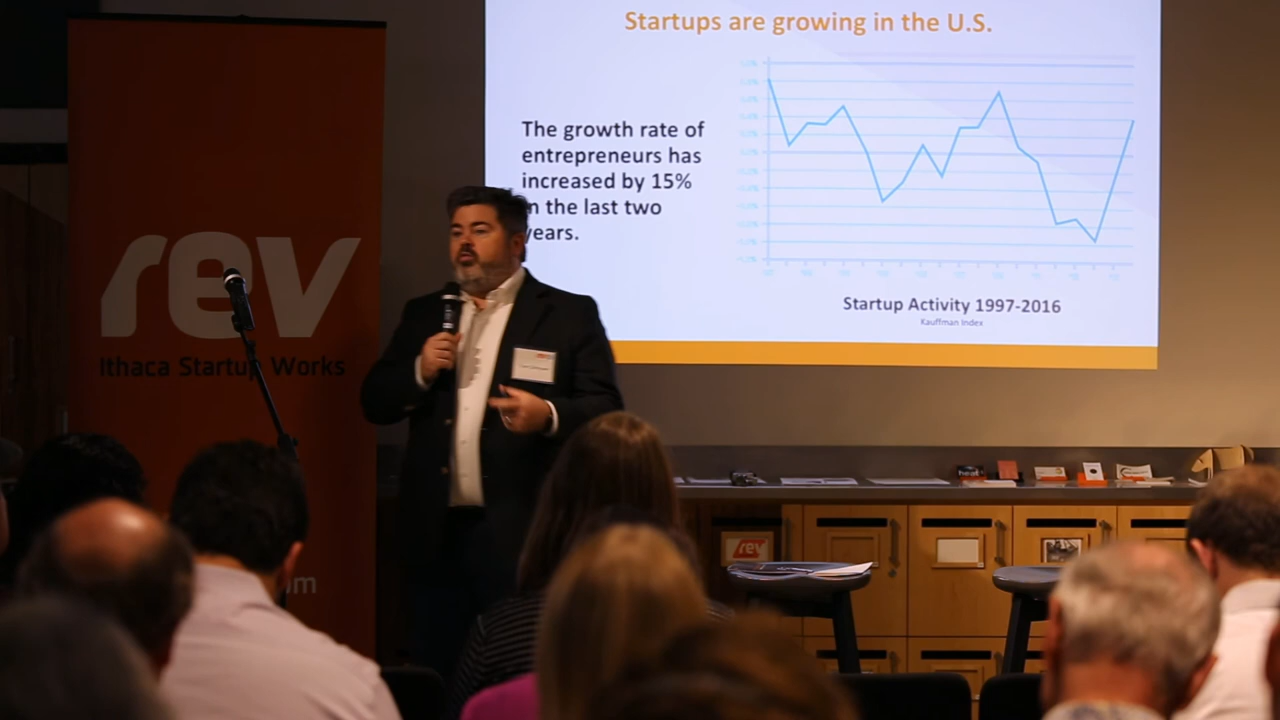 Startups are growing in the U.S.
The growth rate of
entrepreneurs has
increased by 15%
in the last two
years.
Startup Activity 1997-2016
Kauffman Index
rev
Ithaca Startup Works
rev
heat